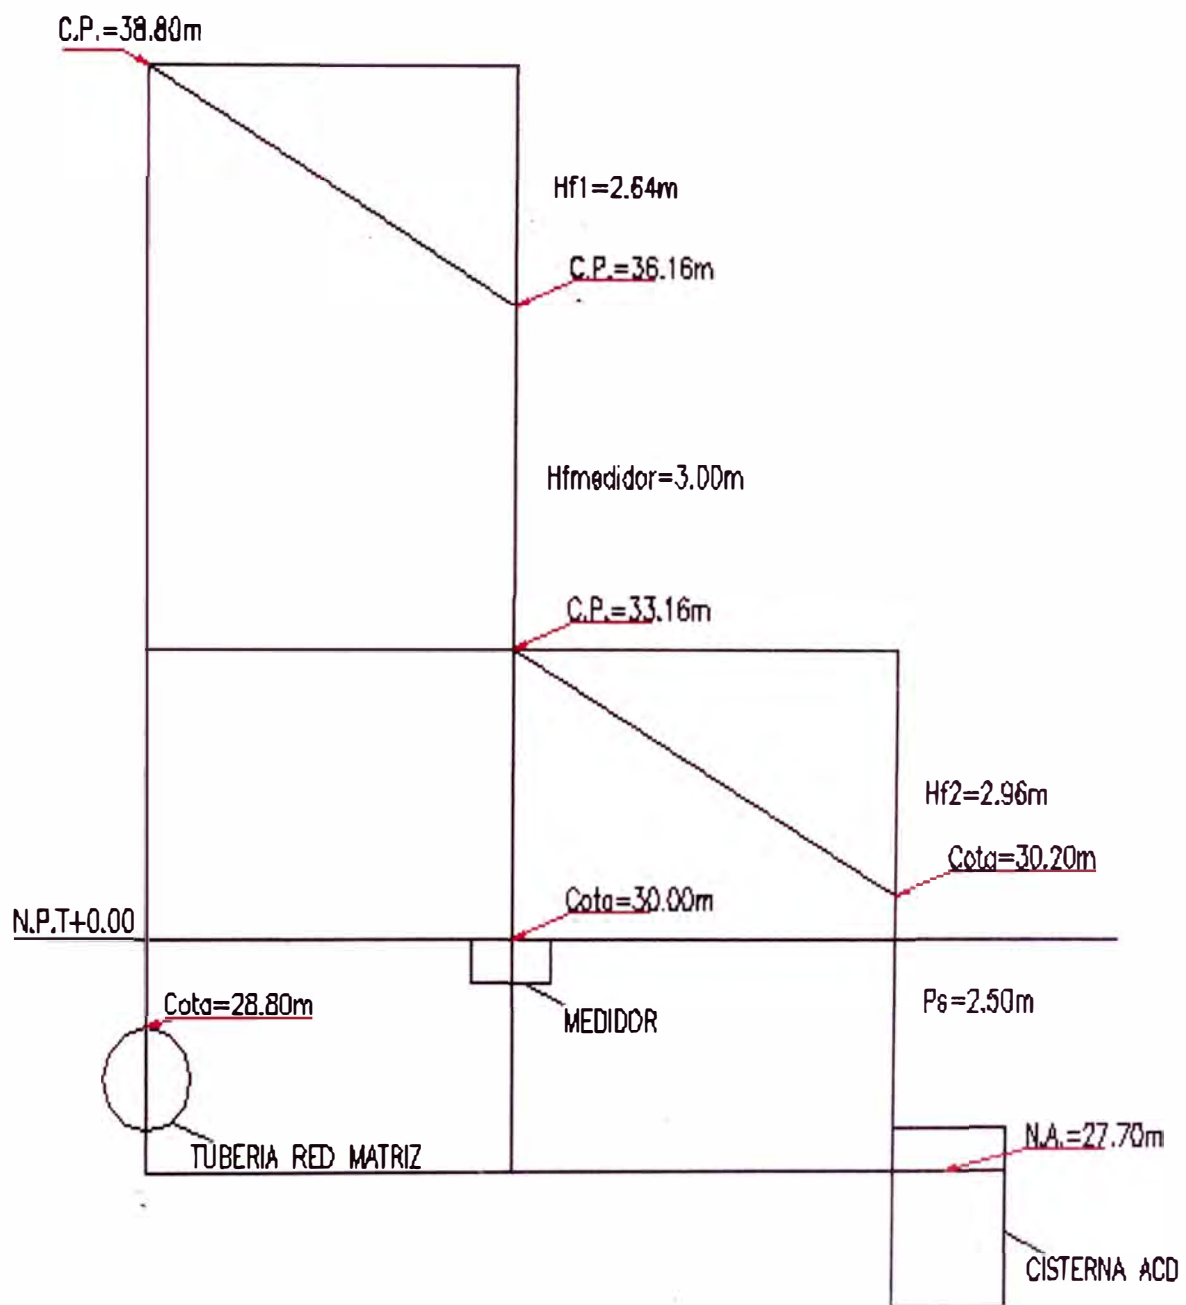 C.P.=38.80m
Hf1=2.64m
C.P.=36.16m
Hfmedidor=3.00m
C.P.=33.16m
Hf2=2.96m
Cota=30.20m
Cota=30.00m
N.P.T+0.00
Cota=28.80m
MEDIDOR
Ps=2.50m
TUBERIA RED MATRIZ
N.A.=27.70m
CISTERNA ACD